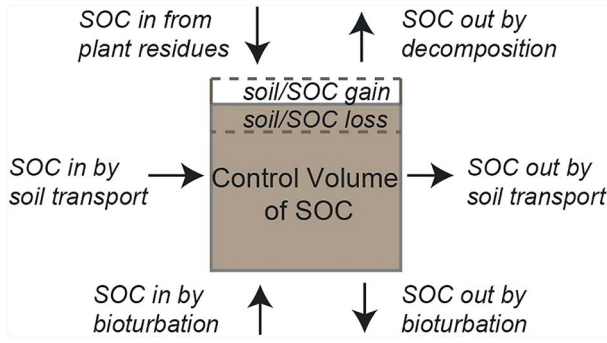 SOC in from
plant residues
SOC out by
decomposition
soil/SOC gain
soil/SOC loss
SOC in by
soil transport
Control Volume
of SOC
SOC out by
soil transport
SOC in by
bioturbation
SOC out by
bioturbation